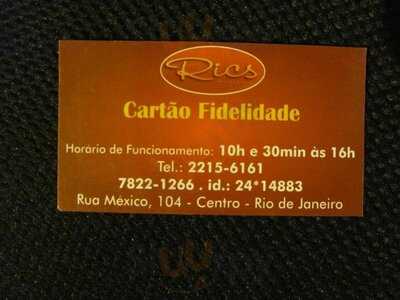 Rics
Cartão Fidelidade
Horário de Funcionamento: 10h e 30min às 16h
Tel.: 2215-6161
7822-1266 . id.: 24*14883
Rua México, 104 - Centro - Rio de Janeiro